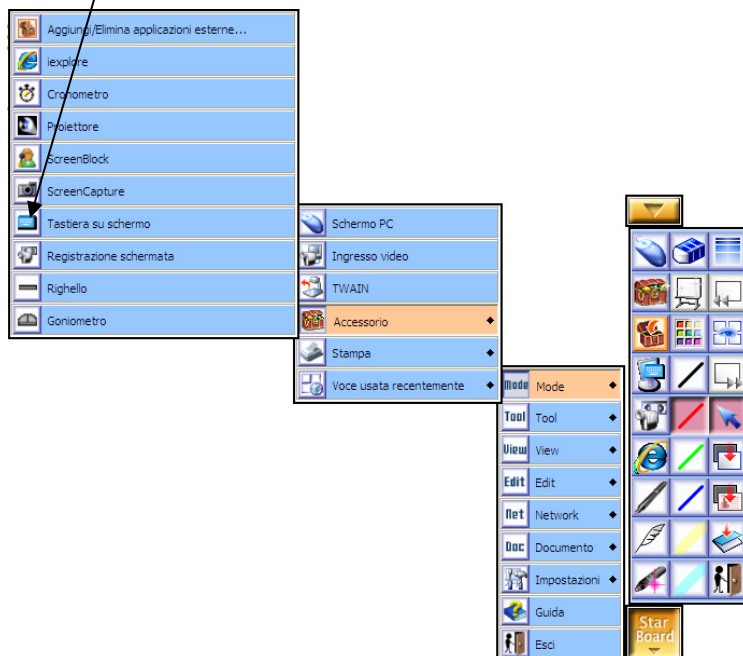 Aggiungi/Elimina applicazioni esterne...
iexplore
Cronometro
Proiettore
ScreenBlock
ScreenCapture
Tastiera su schermo
Registrazione schermata
Righello
Goniometro
Schermo PC
Ingresso video
TWAIN
Accessorio
Stampa
Voce usata recentemente
Mode Mode
Tool Tool
View View
Edit Edit
Net Network
Doc Documento
Impostazioni
Guida
Esci
Star
Board